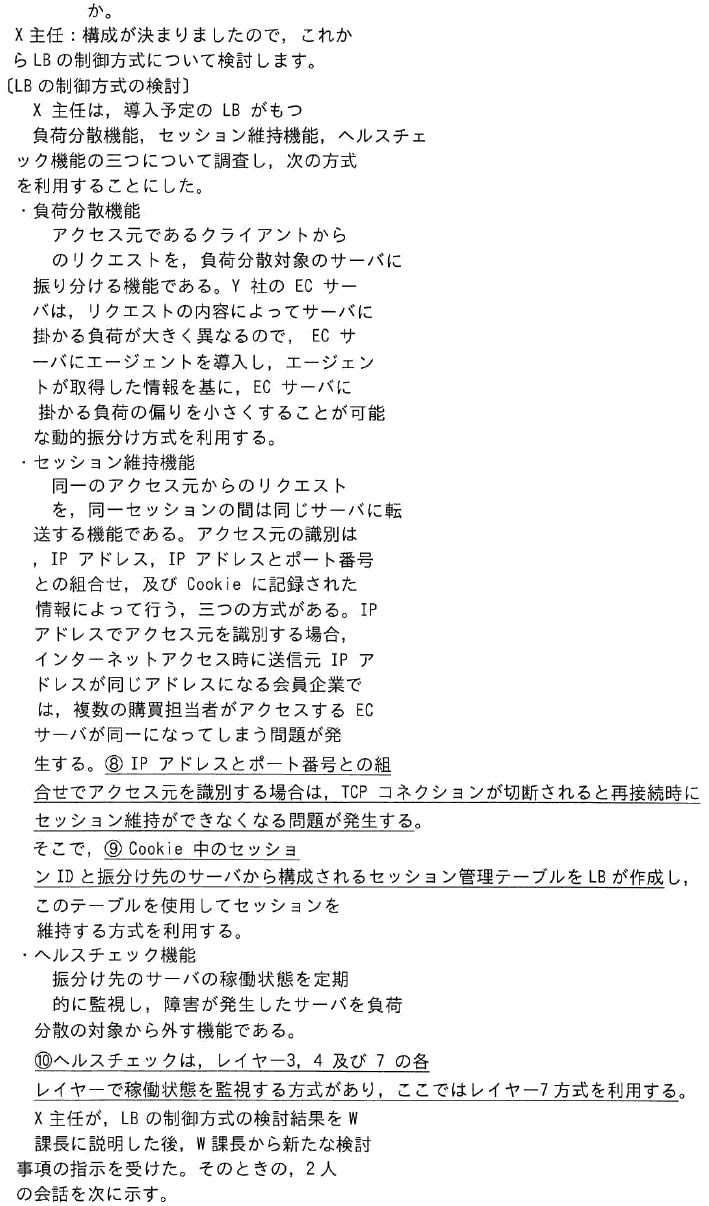 か。
X主任：構成が決まりましたので，これか
らLBの制御方式について検討します。
〔LBの制御方式の検討〕
X 主任は，導入予定の LB がもつ
負荷分散機能，セッション維持機能，ヘルスチェ
ック機能の三つについて調査し，次の方式
を利用することにした。
・負荷分散機能
アクセス元であるクライアントから
のリクエストを，負荷分散対象のサーバに
振り分ける機能である。Y 社の EC サー
バは，リクエストの内容によってサーバに
掛かる負荷が大きく異なるので， EC サ
ーバにエージェントを導入し，エージェン
トが取得した情報を基に，EC サーバに
掛かる負荷の偏りを小さくすることが可能
な動的振分け方式を利用する。
・セッション維持機能
同一のアクセス元からのリクエスト
を，同一セッションの間は同じサーバに転
送する機能である。アクセス元の識別は
，IP アドレス，IP アドレスとポート番号
との組合せ，及び Cookie に記録された
情報によって行う，三つの方式がある。IP
アドレスでアクセス元を識別する場合，
インターネットアクセス時に送信元 IP ア
ドレスが同じアドレスになる会員企業で
は，複数の購買担当者がアクセスする EC
サーバが同一になってしまう問題が発
生する。⑧ IP アドレスとポート番号との組
合せでアクセス元を識別する場合は，TCP コネクションが切断されると再接続時に
セッション維持ができなくなる問題が発生する。
そこで，⑨ Cookie 中のセッショ
ン ID と振分け先のサーバから構成されるセッション管理テーブルを LB が作成し，
このテーブルを使用してセッションを
維持する方式を利用する。
・ヘルスチェック機能
振分け先のサーバの稼働状態を定期
的に監視し，障害が発生したサーバを負荷
分散の対象から外す機能である。
⑩ヘルスチェックは，レイヤー3，4 及び 7 の各
レイヤーで稼働状態を監視する方式があり，ここではレイヤー7 方式を利用する。
X 主任が，LB の制御方式の検討結果を W
課長に説明した後，W 課長から新たな検討
事項の指示を受けた。そのときの，2 人
の会話を次に示す。